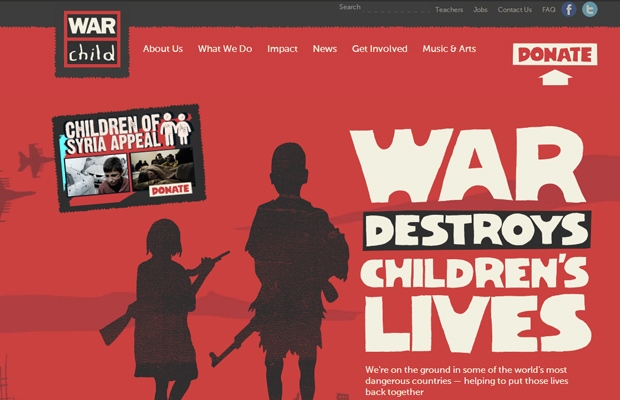 Search
Teachers Jobs Contact Us FAQ
WAR
child
About Us What We Do Impact News Get Involved Music & Arts
DONATE
CHILDREN OF
SYRIA APPEAL
DONATE
WAR
DESTROYS
CHILDREN'S
LIVES
We're on the ground in some of the world's most
dangerous countries — helping to put those lives
back together